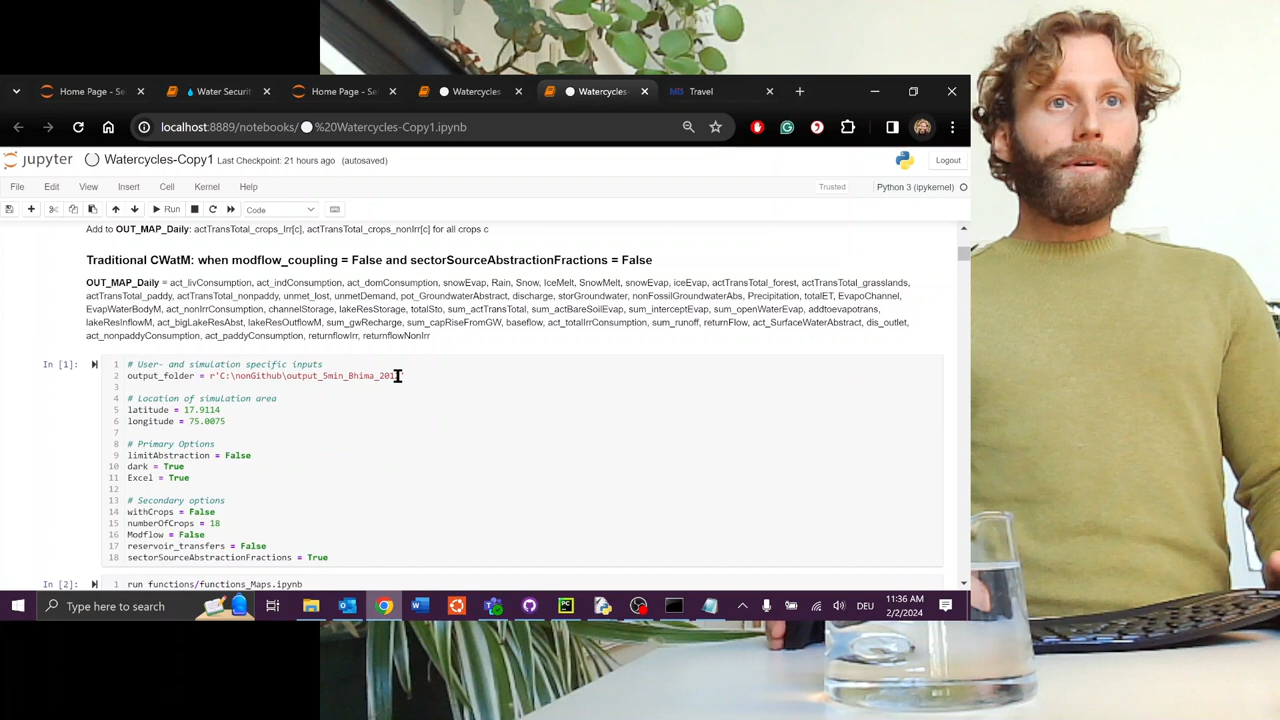 Home Page - Se
Water Securit
Home Page - Se
Watercycles
Watercycles-
Travel
localhost:8889/notebooks/ %20Watercycles-Copy1.ipynb
jupyter Watercycles-Copy1 Last Checkpoint: 21 hours ago (autosaved)
Logout
File Edit View Insert Cell Kernel Help
Trusted
Python 3 (ipykernel)
Run
Code
Add to OUT_MAP_Daily: actTransTotal_crops_Irr[c], actTransTotal_crops_nonIrr[c] for all crops c
Traditional CWatM: when modflow_coupling = False and sectorSourceAbstractionFractions = False
OUT_MAP_Daily = act_livConsumption, act_indConsumption, act_domConsumption, snowEvap, Rain, Snow, IceMelt, SnowMelt, snowEvap, iceEvap, actTransTotal_forest, actTransTotal_grasslands,
actTransTotal_paddy, actTransTotal_nonpaddy, unmet_lost, unmetDemand, pot_GroundwaterAbstract, discharge, storGroundwater, nonFossilGroundwaterAbs, Precipitation, totalET, EvapoChannel,
EvapWaterBodyM, act_nonIrrConsumption, channelStorage, lakeResStorage, totalSto, sum_actTransTotal, sum_actBareSoilEvap, sum_interceptEvap, sum_openWaterEvap, addtoevapotrans,
lakeResInflowM, act_bigLakeResAbst, lakeResOutflowM, sum_gwRecharge, sum_capRiseFromGW, baseflow, act_totalIrrConsumption, sum_runoff, returnFlow, act_SurfaceWaterAbstract, dis_outlet,
act_nonpaddyConsumption, act_paddyConsumption, returnflowIrr, returnflowNonIrr
In [1]:
1 # User- and simulation specific inputs
2 output_folder = r'C:\nonGithub\output_5min_Bhima_201
3
4 # Location of simulation area
5 latitude = 17.9114
6 longitude = 75.0075
7
8 # Primary Options
9 limitAbstraction = False
10 dark = True
11 Excel = True
12
13 # Secondary options
14 withCrops = False
15 numberOfCrops = 18
16 Modflow = False
17 reservoir_transfers = False
18 sectorSourceAbstractionFractions = True
In [2]:
1 run functions/functions_Maps.ipynb
Type here to search
DEU
11:36 AM
2/2/2024